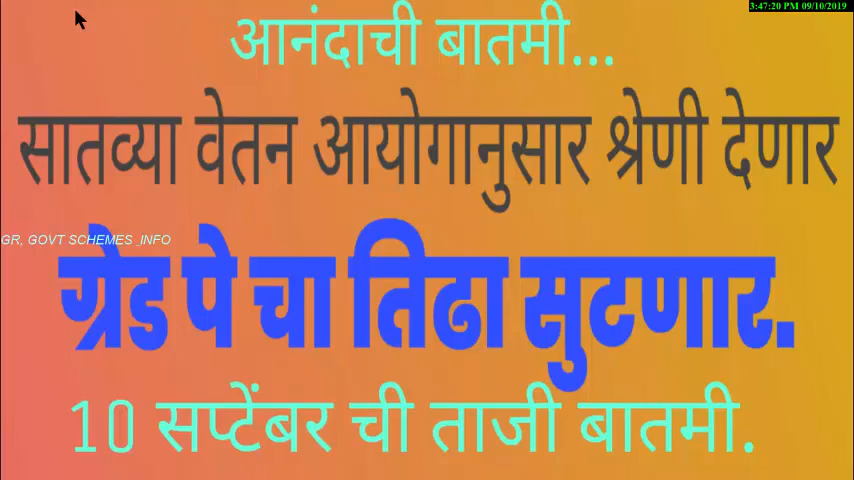 3:47:20 PM 09/10/2019
आनंदाची बातमी...
सातव्या वेतन आयोगानुसार श्रेणी देणार
GR, GOVT SCHEMES_INFO
ग्रेड पे चा तिढा सुटणार.
10 सप्टेंबर ची ताजी बातमी.